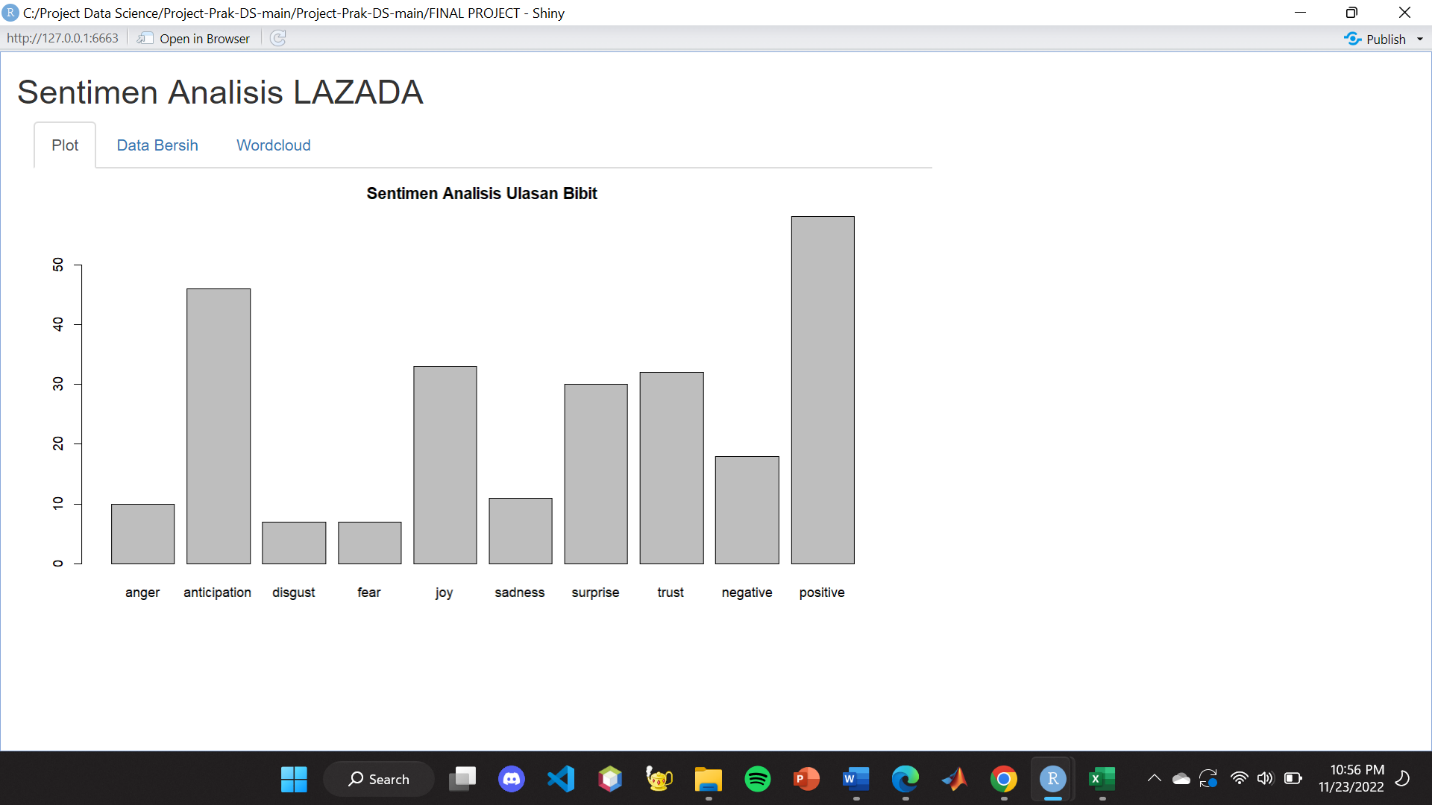 R C:/Project Data Science/Project-Prak-DS-main/Project-Prak-DS-main/FINAL PROJECT - Shiny
http://127.0.0.1:6663 Open in Browser Publish
Sentimen Analisis LAZADA
Plot Data Bersih Wordcloud
Sentimen Analisis Ulasan Bibit
50
40
30
20
10
0
anger anticipation disgust fear joy sadness surprise trust negative positive
Search P W R X 10:56 PM
11/23/2022